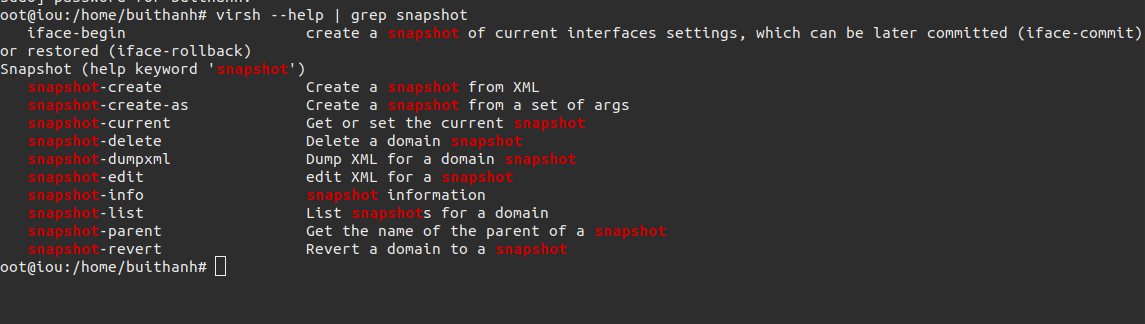 oot@iou:/home/buithanh# virsh --help | grep snapshot
iface-begin create a snapshot of current interfaces settings, which can be later committed (iface-commit)
or restored (iface-rollback)
Snapshot (help keyword 'snapshot')
snapshot-create Create a snapshot from XML
snapshot-create-as Create a snapshot from a set of args
snapshot-current Get or set the current snapshot
snapshot-delete Delete a domain snapshot
snapshot-dumpxml Dump XML for a domain snapshot
snapshot-edit edit XML for a snapshot
snapshot-info snapshot information
snapshot-list List snapshots for a domain
snapshot-parent Get the name of the parent of a snapshot
snapshot-revert Revert a domain to a snapshot
oot@iou:/home/buithanh#